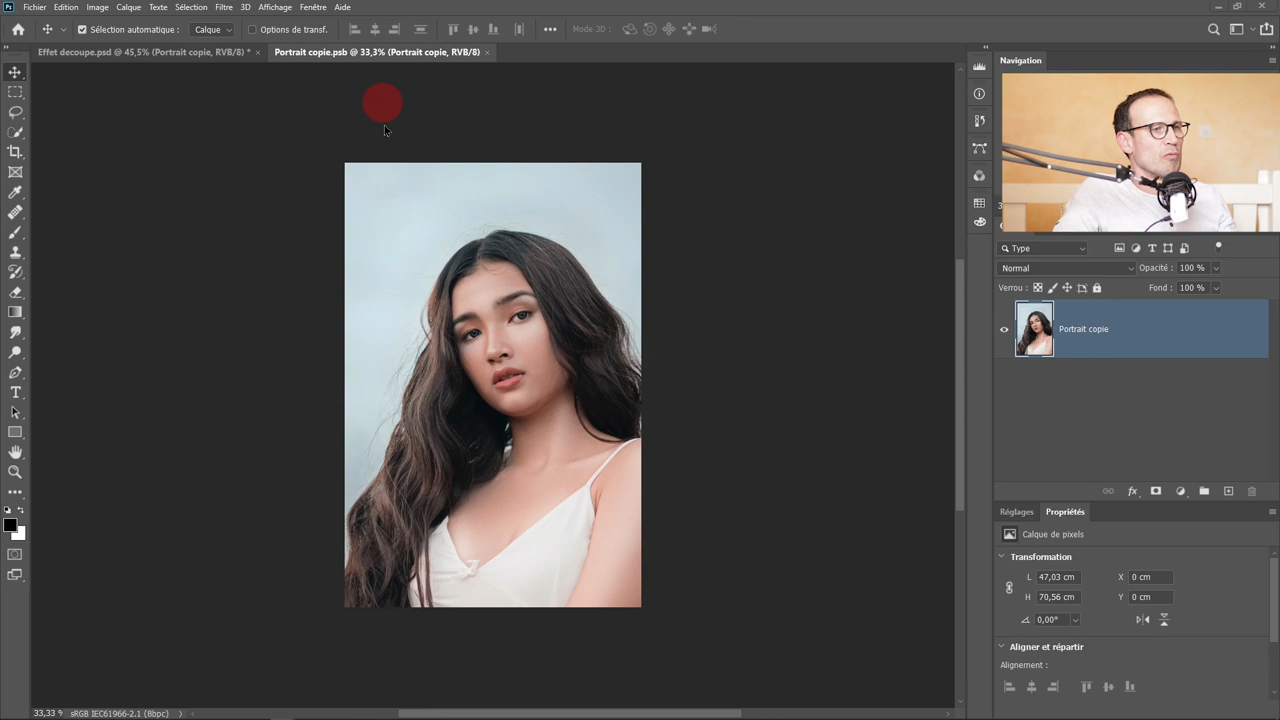 Ps Fichier Edition Image Calque Texte Sélection Filtre 3D Affichage Fenêtre Aide
Sélection automatique : Calque Options de transf. Mode 3D :
Effet decoupe.psd @ 45,5% (Portrait copie, RVB/8) * × Portrait copie.psb @ 33,3% (Portrait copie, RVB/8) ×
Navigation
Type
Normal Opacité : 100 %
Verrou : Fond : 100 %
Portrait copie
fx
Réglages Propriétés
Calque de pixels
Transformation
L 47,03 cm X 0 cm
H 70,56 cm Y 0 cm
0,00°
Aligner et répartir
Alignement :
33,33 % sRGB IEC61966-2.1 (8bpc)